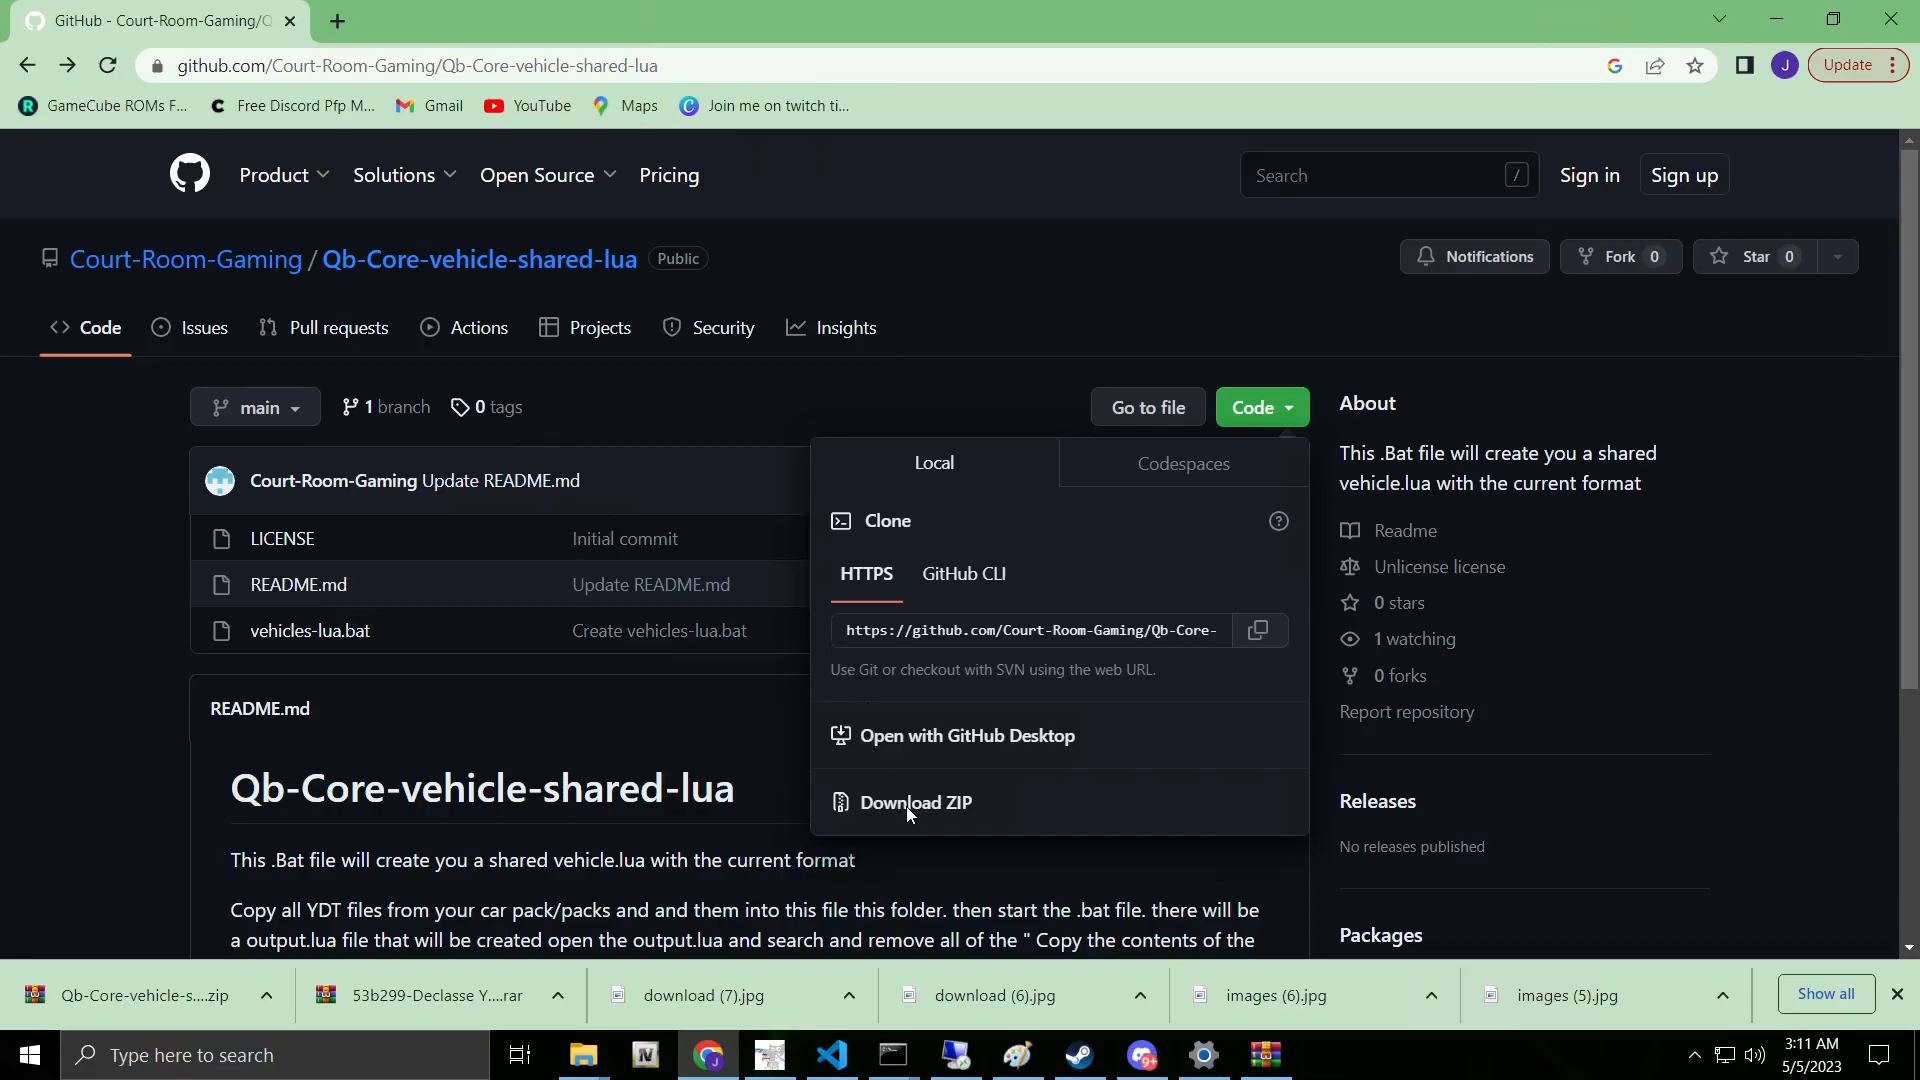 GitHub - Court-Room-Gaming/Q
github.com/Court-Room-Gaming/Qb-Core-vehicle-shared-lua
J
Update
GameCube ROMs F...
Free Discord Pfp M...
Gmail
YouTube
Maps
Join me on twitch ti...
Product
Solutions
Open Source
Pricing
Search
/
Sign in
Sign up
Court-Room-Gaming / Qb-Core-vehicle-shared-lua
Public
Notifications
Fork 0
Star 0
Code
Issues
Pull requests
Actions
Projects
Security
Insights
main
1 branch
0 tags
Go to file
Code
About
This .Bat file will create you a shared
vehicle.lua with the current format
Readme
Unlicense license
0 stars
1 watching
0 forks
Report repository
Releases
No releases published
Packages
Court-Room-Gaming Update README.md
LICENSE
Initial commit
README.md
Update README.md
vehicles-lua.bat
Create vehicles-lua.bat
Local
Codespaces
Clone
HTTPS
GitHub CLI
https://github.com/Court-Room-Gaming/Qb-Core-
Use Git or checkout with SVN using the web URL.
Open with GitHub Desktop
Download ZIP
README.md
Qb-Core-vehicle-shared-lua
This .Bat file will create you a shared vehicle.lua with the current format
Copy all YDT files from your car pack/packs and and them into this file this folder. then start the .bat file. there will be
a output.lua file that will be created open the output.lua and search and remove all of the " Copy the contents of the
Qb-Core-vehicle-s....zip
53b299-Declasse Y....rar
download (7).jpg
download (6).jpg
images (6).jpg
images (5).jpg
Show all
Type here to search
J
9+
3:11 AM
5/5/2023